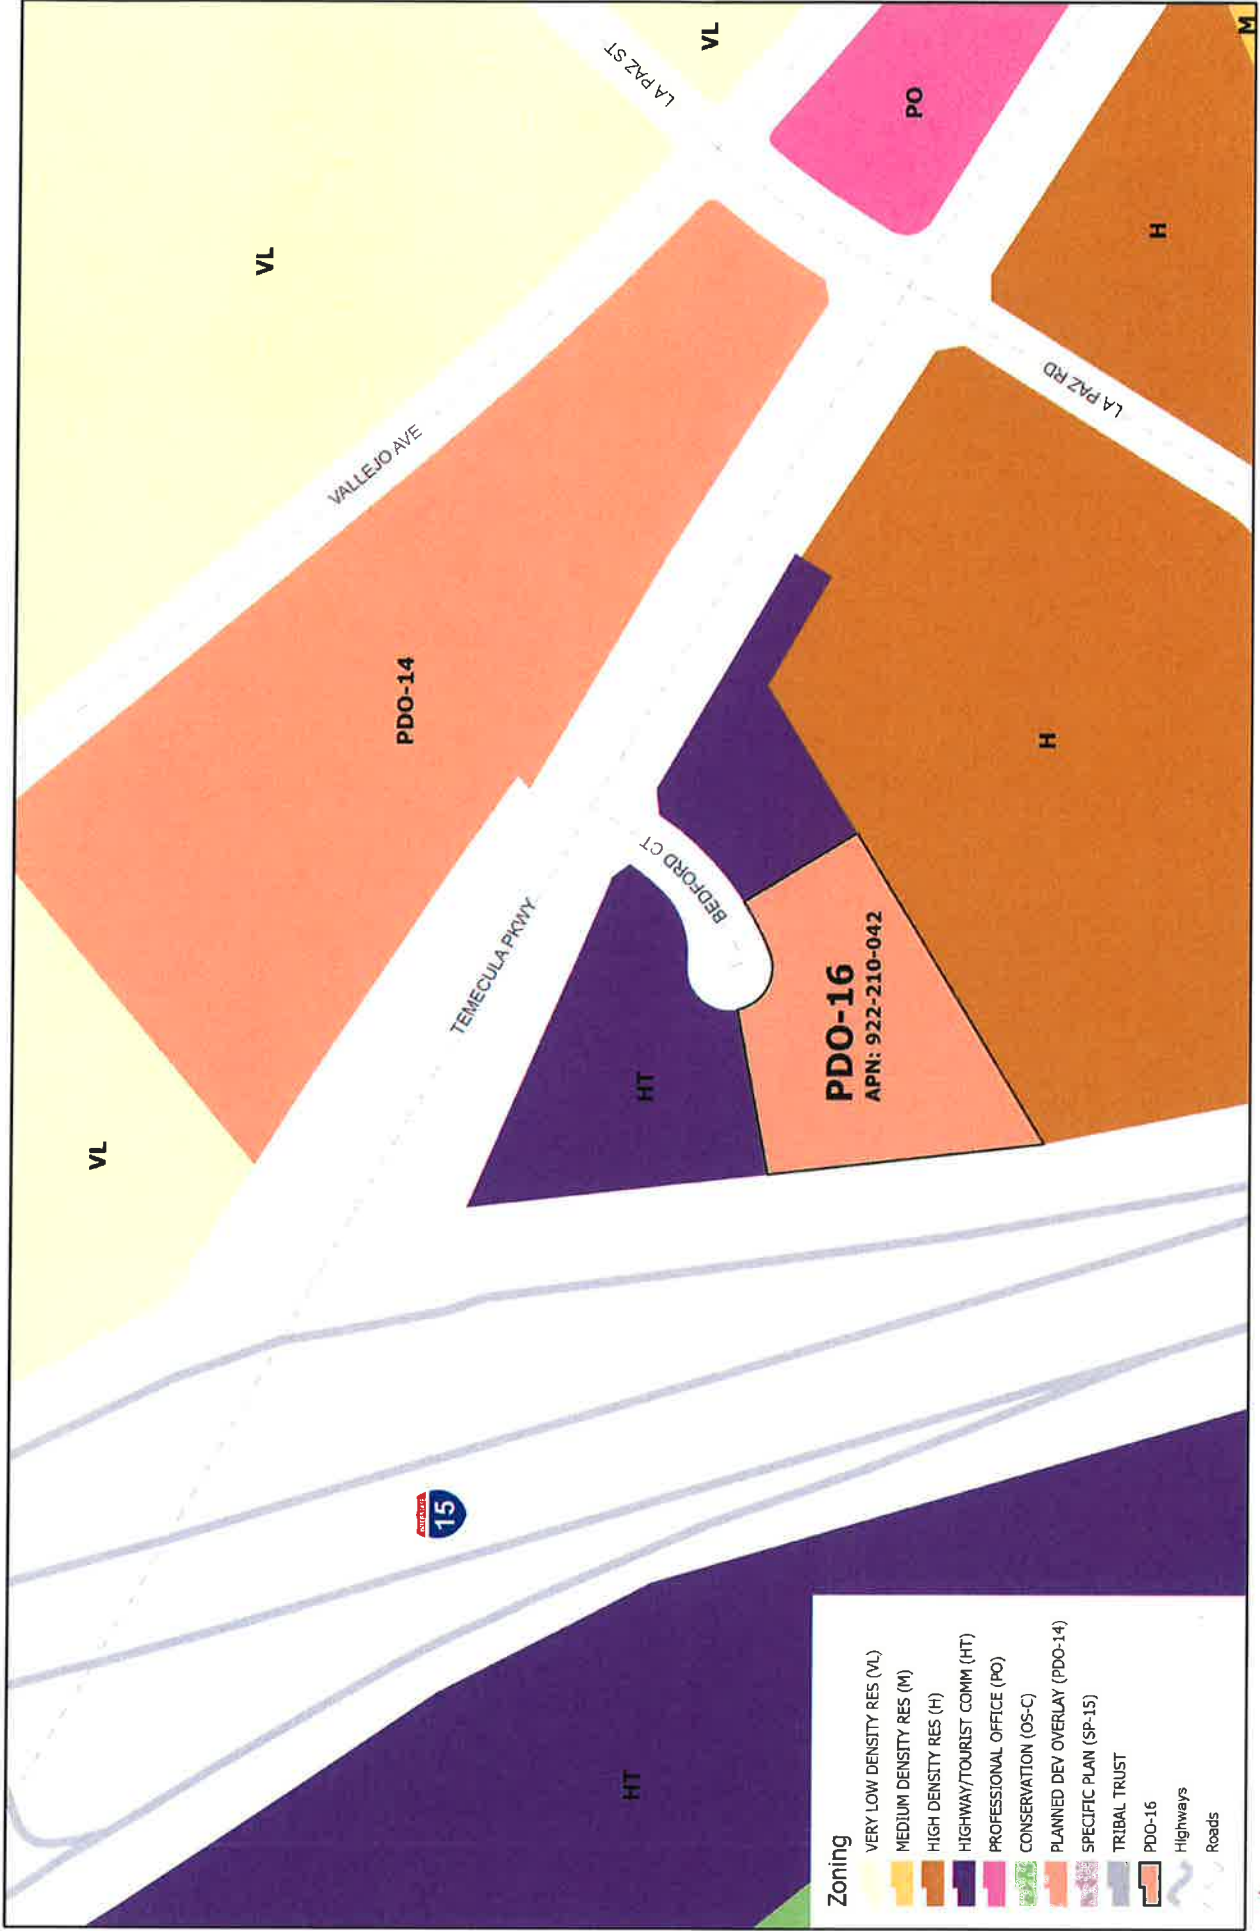 VL
LA PAZ ST
VL
PO
M
H
LA PAZ RD
VALLEJO AVE
PDO-14
VL
TEMECULA PKWY
BEDFORD CT
H
HT
PDO-16
APN: 922-210-042
INTERSTATE
15
HT
Zoning
VERY LOW DENSITY RES (VL)
MEDIUM DENSITY RES (M)
HIGH DENSITY RES (H)
HIGHWAY/TOURIST COMM (HT)
PROFESSIONAL OFFICE (PO)
CONSERVATION (OS-C)
PLANNED DEV OVERLAY (PDO-14)
SPECIFIC PLAN (SP-15)
TRIBAL TRUST
PDO-16
Highways
Roads